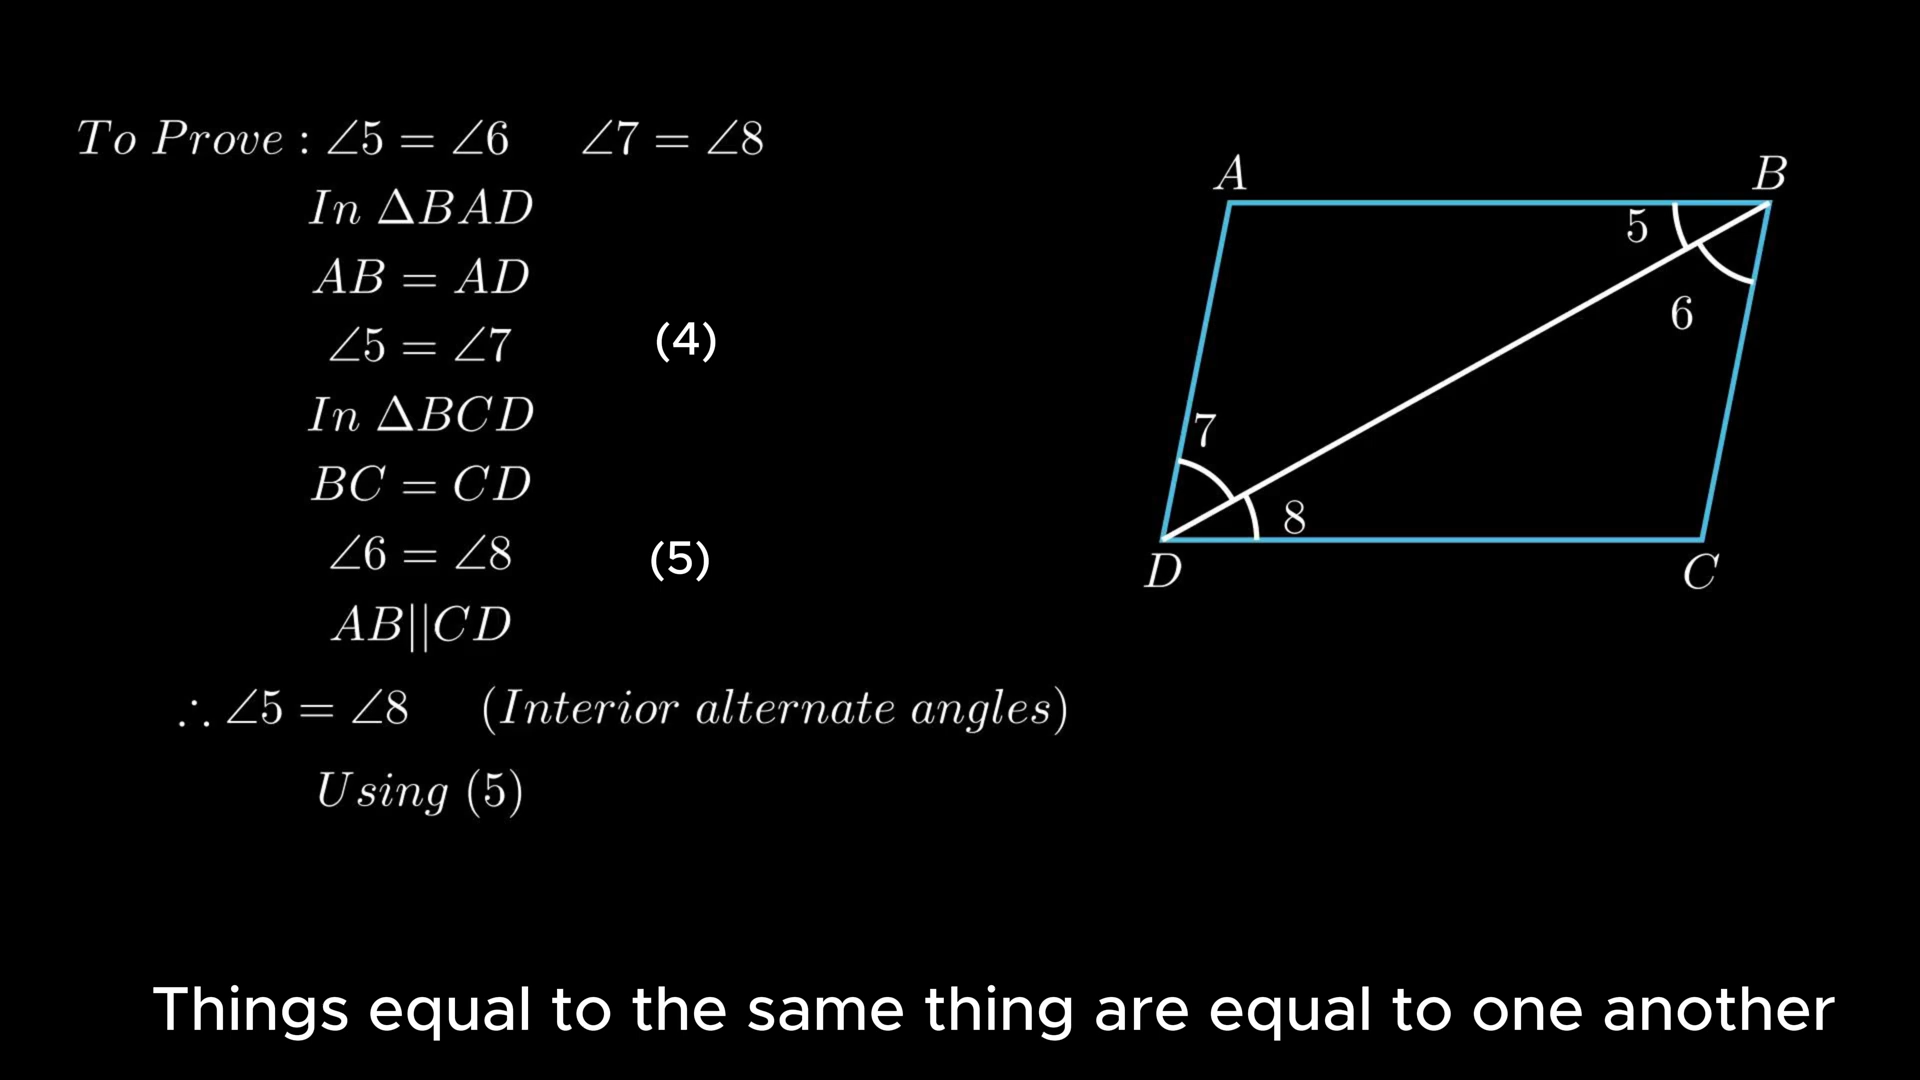 To Prove : ∠5 = ∠6 ∠7 = ∠8
In ΔBAD
AB = AD
∠5 = ∠7 (4)
In ΔBCD
BC = CD
∠6 = ∠8 (5)
AB||CD
∴ ∠5 = ∠8 (Interior alternate angles)
Using (5)
A B
5
6
7
8
D C
Things equal to the same thing are equal to one another